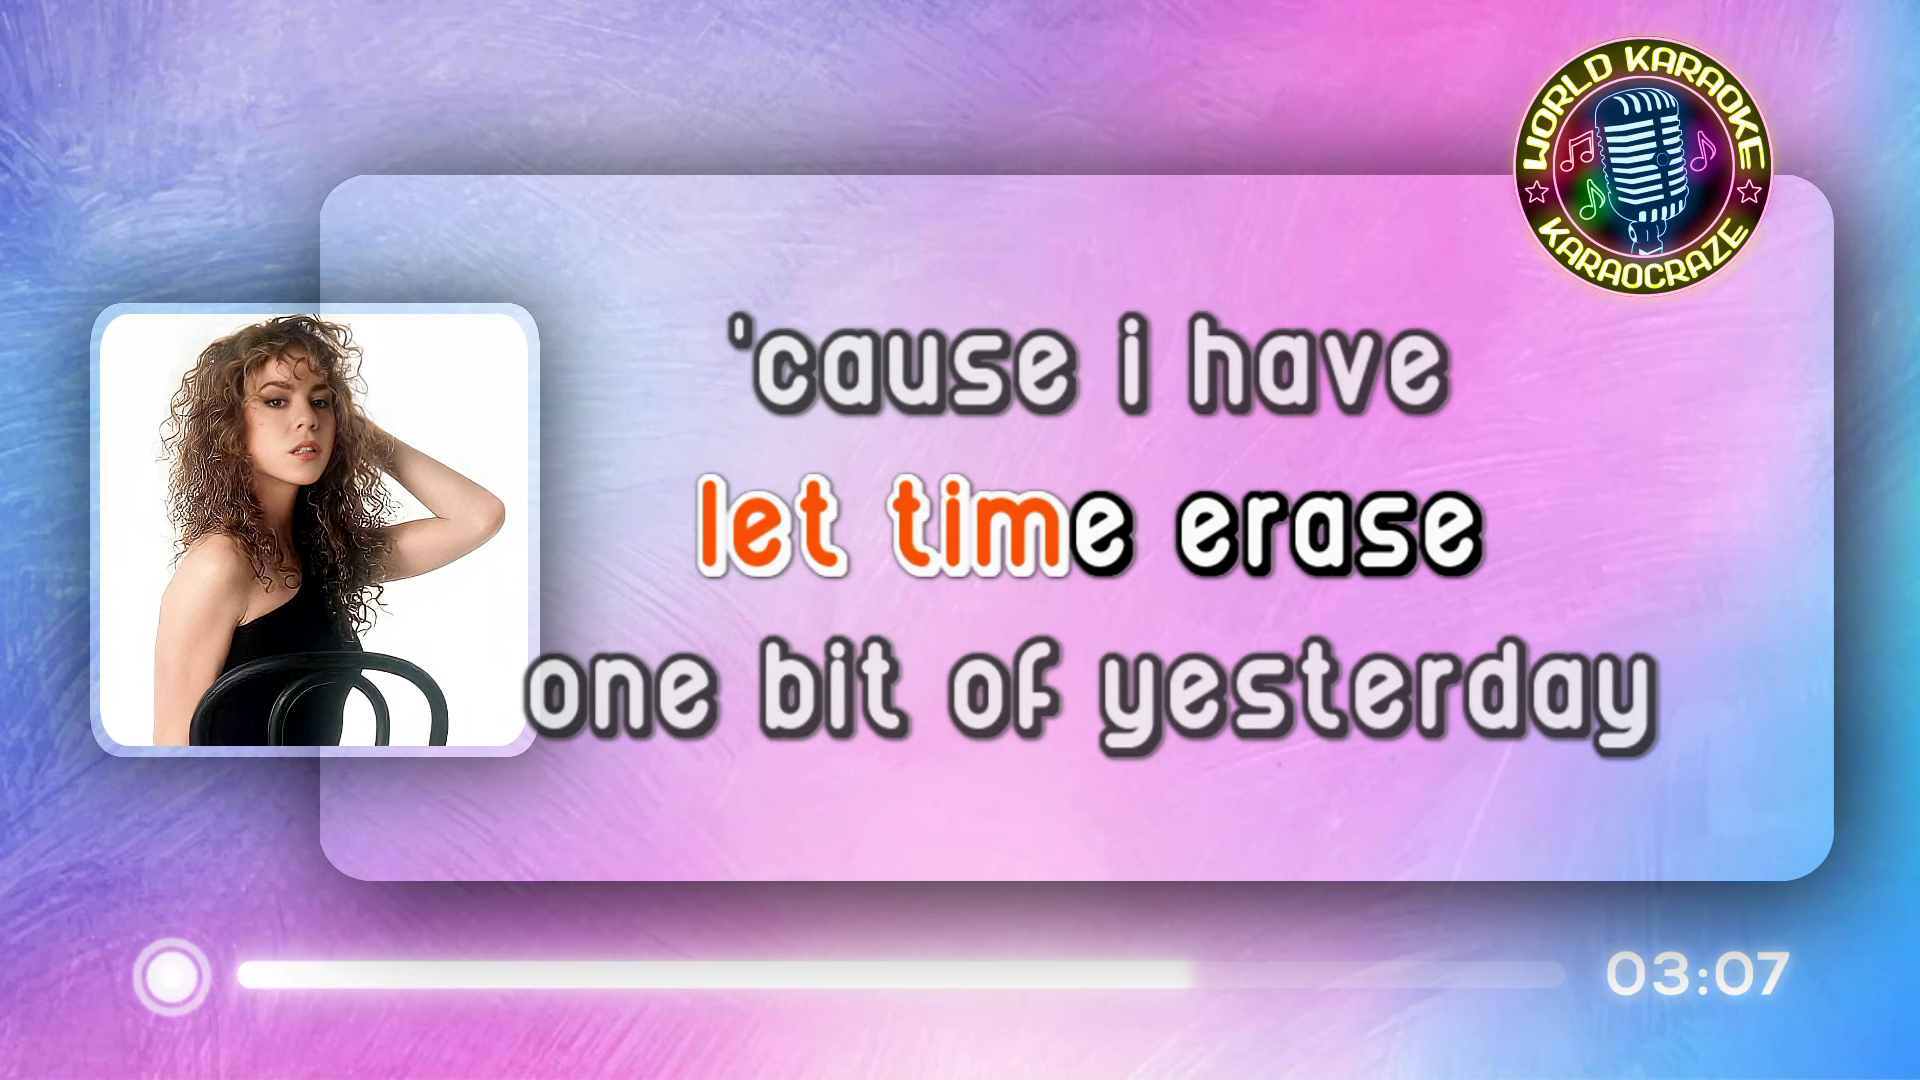 WORLD KARAOKE
KARAOCRAZE
'cause i have
let time erase
one bit of yesterday
03:07